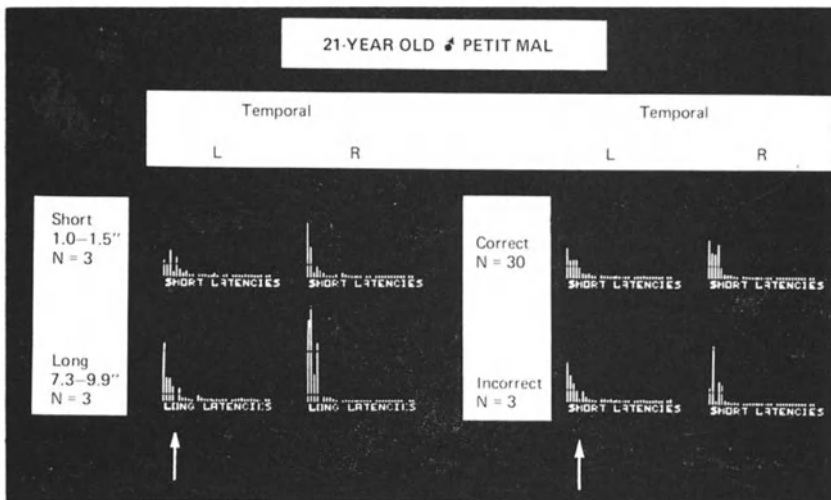 21-YEAR OLD ♂ PETIT MAL
Temporal
L R
Temporal
L R
Short
1.0–1.5"
N = 3
SHORT LATENCIES
SHORT LATENCIES
Correct
N = 30
SHORT LATENCIES
SHORT LATENCIES
Long
7.3–9.9"
N = 3
LONG LATENCIES
LONG LATENCIES
Incorrect
N = 3
SHORT LATENCIES
SHORT LATENCIES